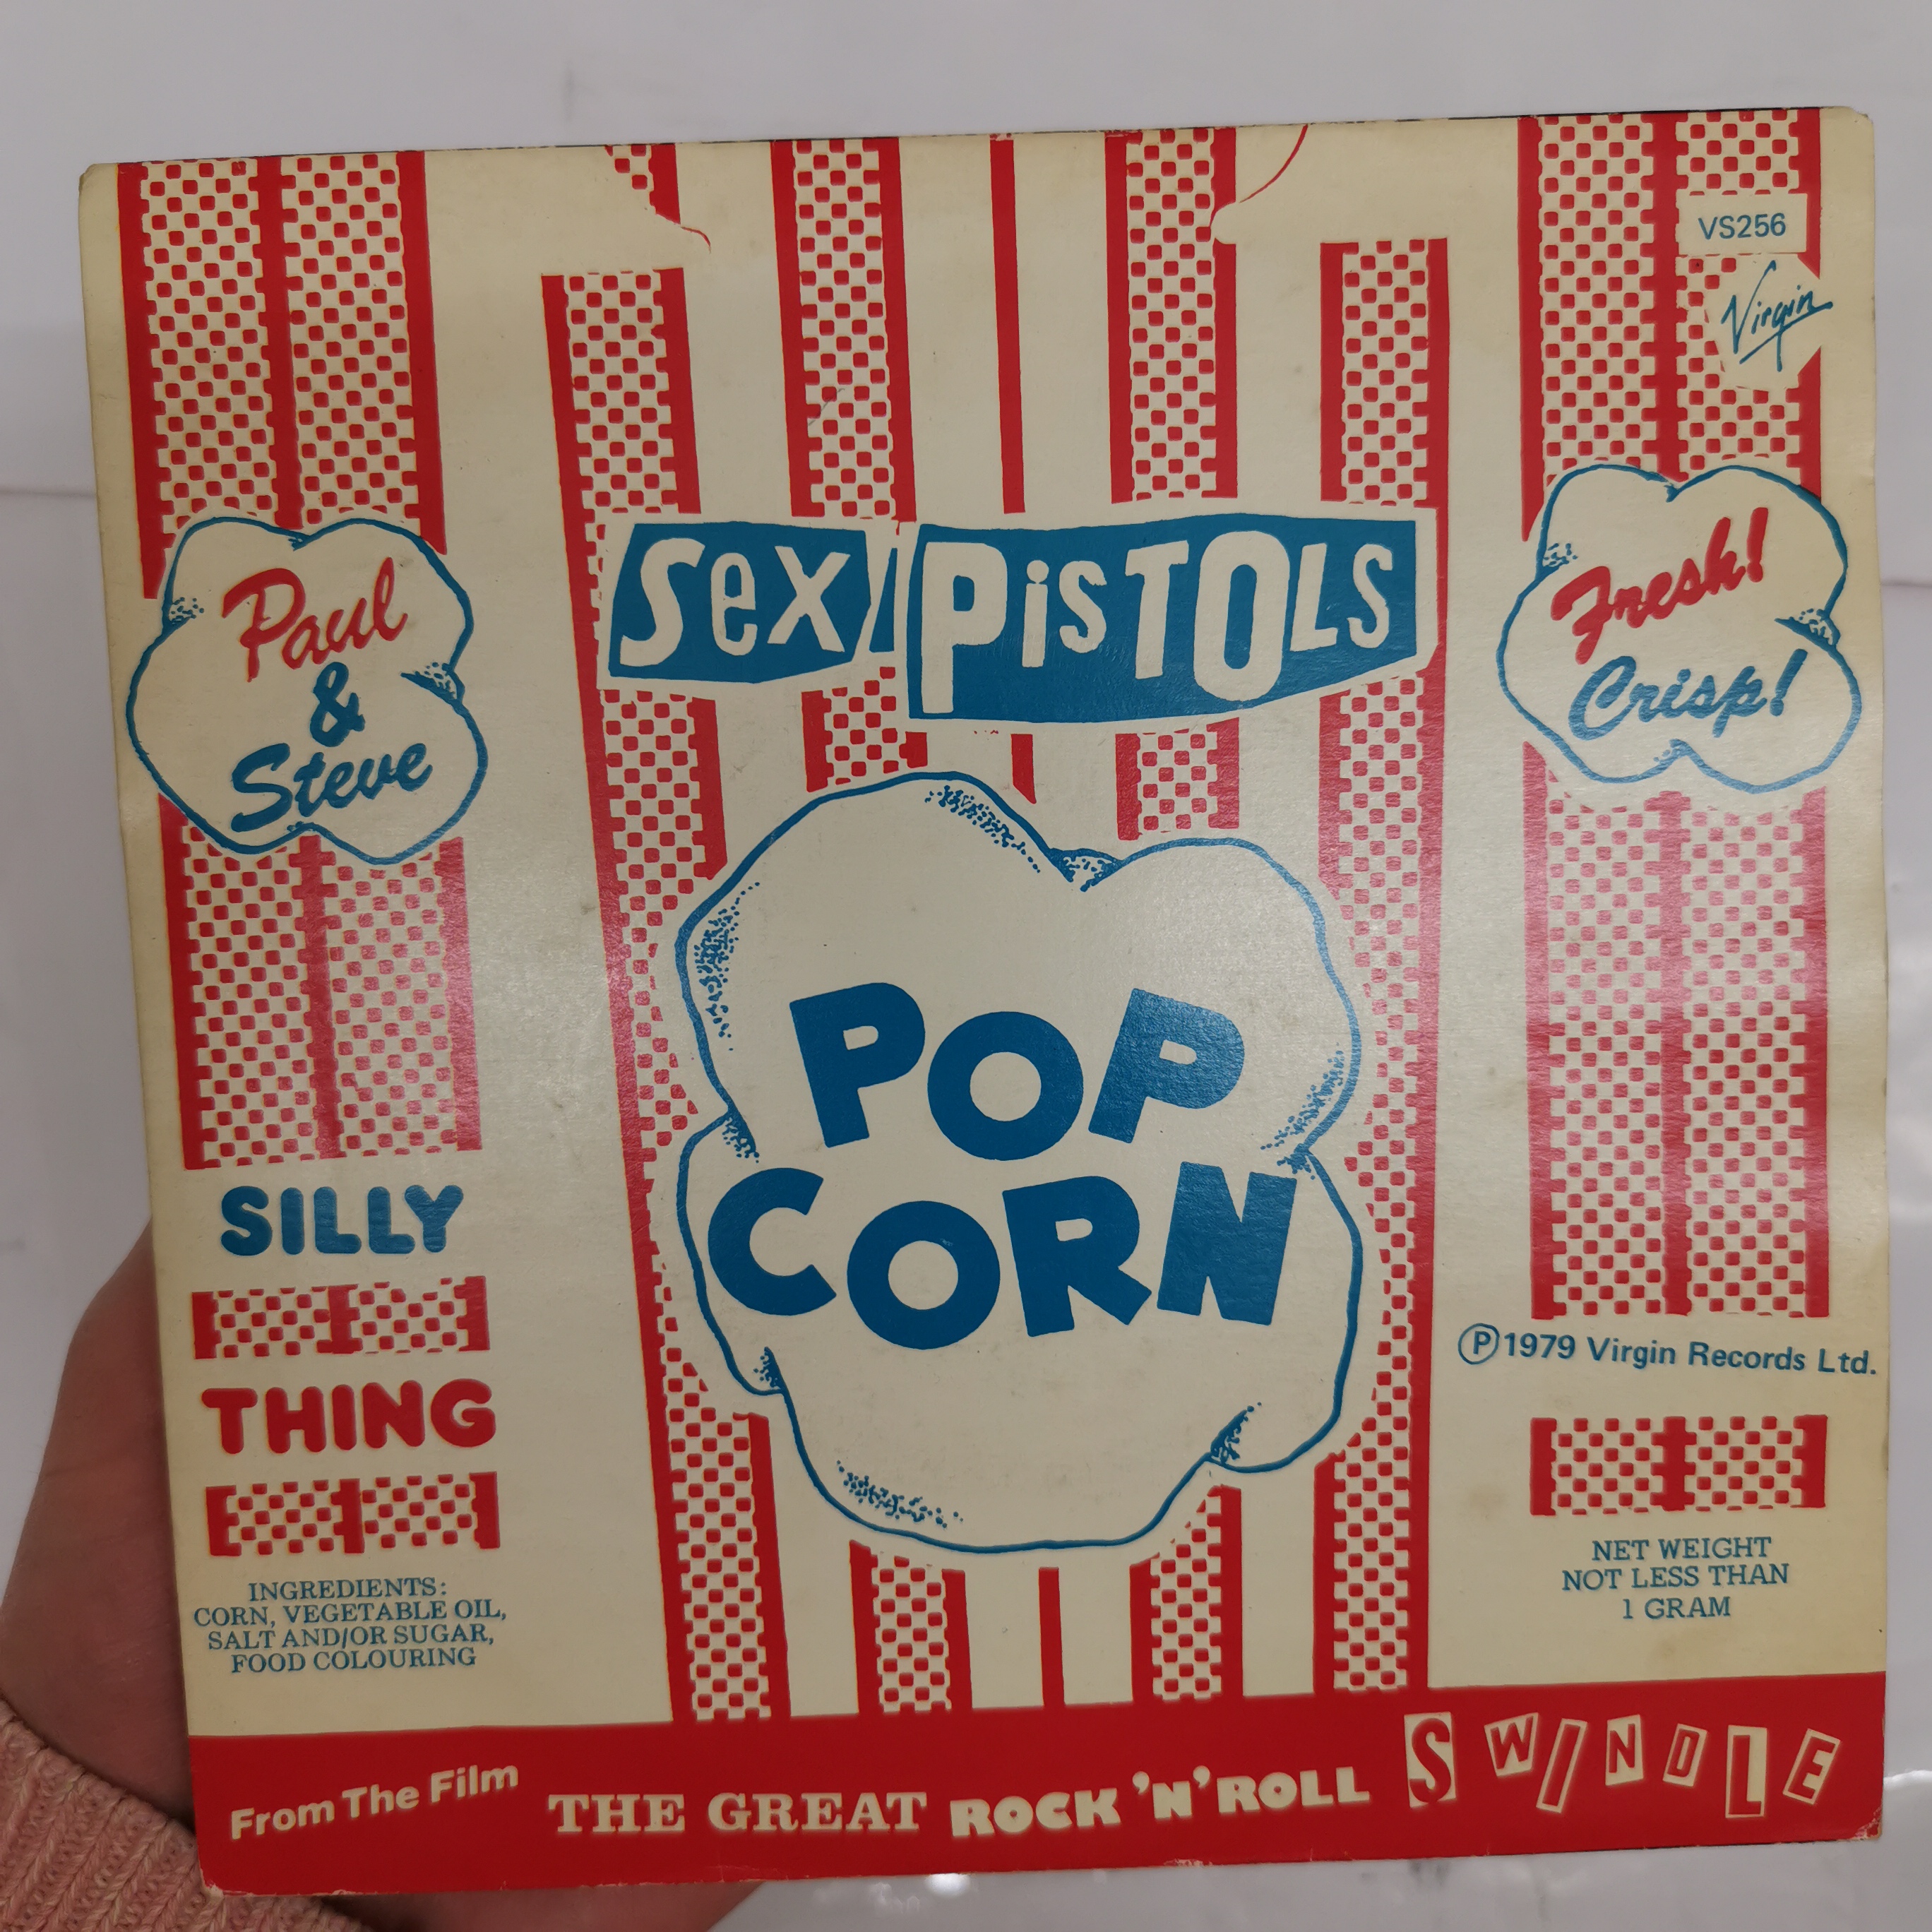 VS256
Virgin
Sex Pistols
Paul
&
Steve
Fresh!
Crisp!
POP
CORN
SILLY
THING
INGREDIENTS:
CORN, VEGETABLE OIL,
SALT AND/OR SUGAR,
FOOD COLOURING
Ⓟ1979 Virgin Records Ltd.
NET WEIGHT
NOT LESS THAN
1 GRAM
From The Film THE GREAT ROCK 'N' ROLL SWINDLE